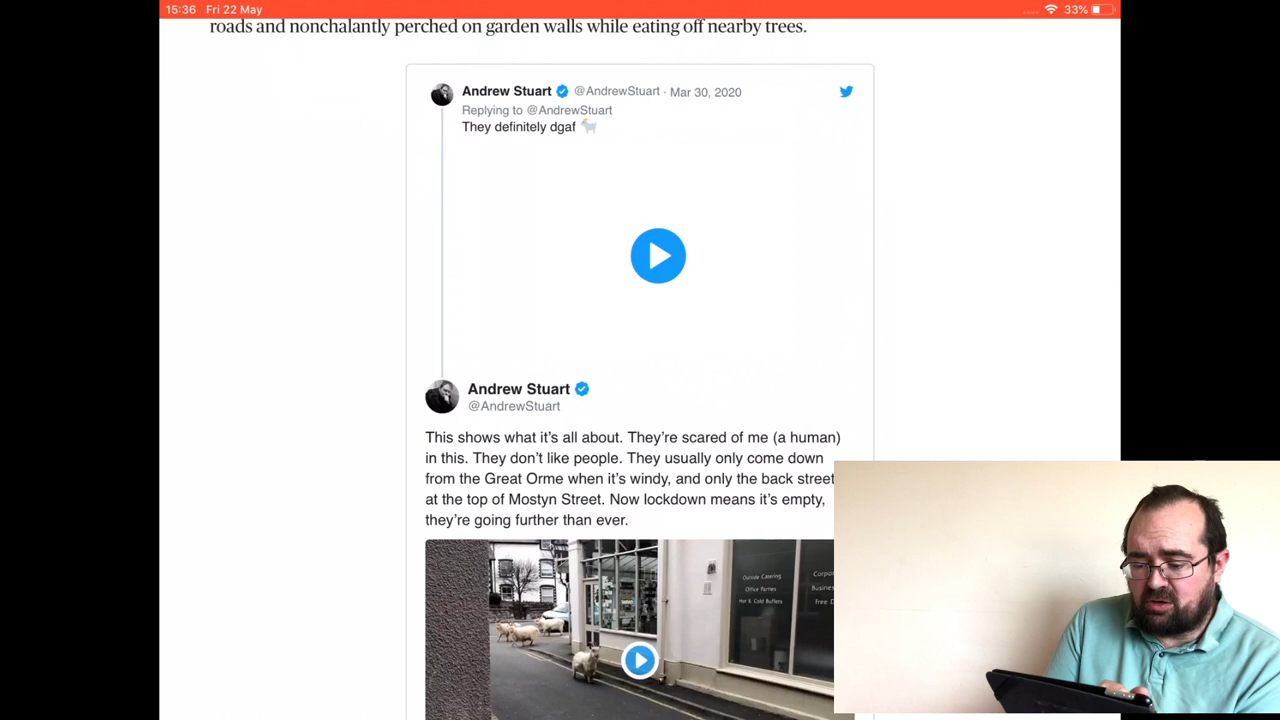 15:36 Fri 22 May
33%
roads and nonchalantly perched on garden walls while eating off nearby trees.
Andrew Stuart @AndrewStuart · Mar 30, 2020
Replying to @AndrewStuart
They definitely dgaf 🐐
Andrew Stuart
@AndrewStuart
This shows what it's all about. They're scared of me (a human)
in this. They don't like people. They usually only come down
from the Great Orme when it's windy, and only the back street
at the top of Mostyn Street. Now lockdown means it's empty,
they're going further than ever.
Outside Catering
Office Parties
Hot & Cold Buffets
Corpo
Busines
Free D